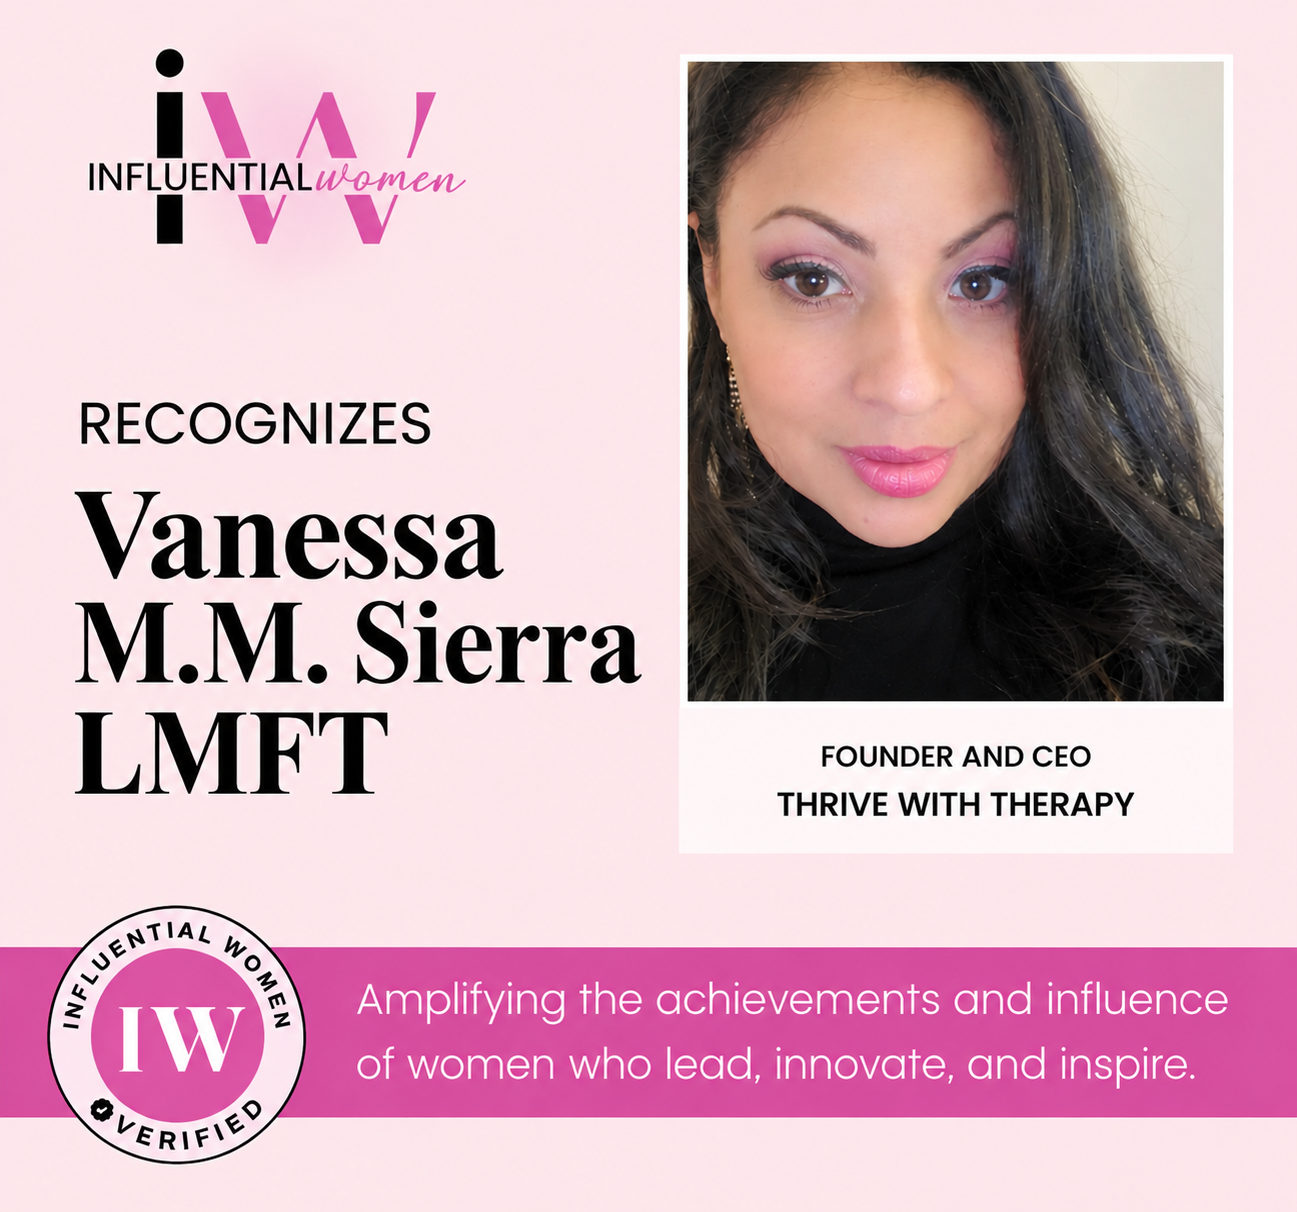 iW
INFLUENTIAL women
RECOGNIZES
Vanessa
M.M. Sierra
LMFT
FOUNDER AND CEO
THRIVE WITH THERAPY
INFLUENTIAL WOMEN
IW
VERIFIED
Amplifying the achievements and influence
of women who lead, innovate, and inspire.